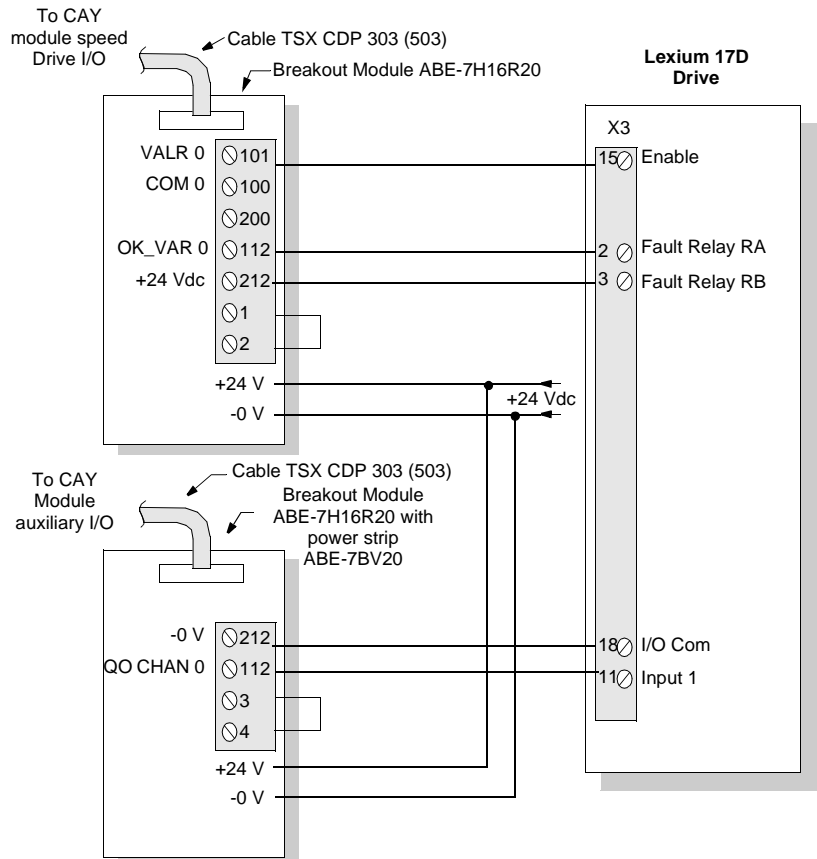 To CAY
module speed
Drive I/O
Cable TSX CDP 303 (503)
Breakout Module ABE-7H16R20
Lexium 17D
Drive
X3
VALR 0 101
15 Enable
COM 0 100
200
OK_VAR 0 112
2 Fault Relay RA
+24 Vdc 212
3 Fault Relay RB
1
2
+24 V
+24 Vdc
-0 V
To CAY
Module
auxiliary I/O
Cable TSX CDP 303 (503)
Breakout Module
ABE-7H16R20 with
power strip
ABE-7BV20
-0 V 212
18 I/O Com
QO CHAN 0 112
11 Input 1
3
4
+24 V
-0 V